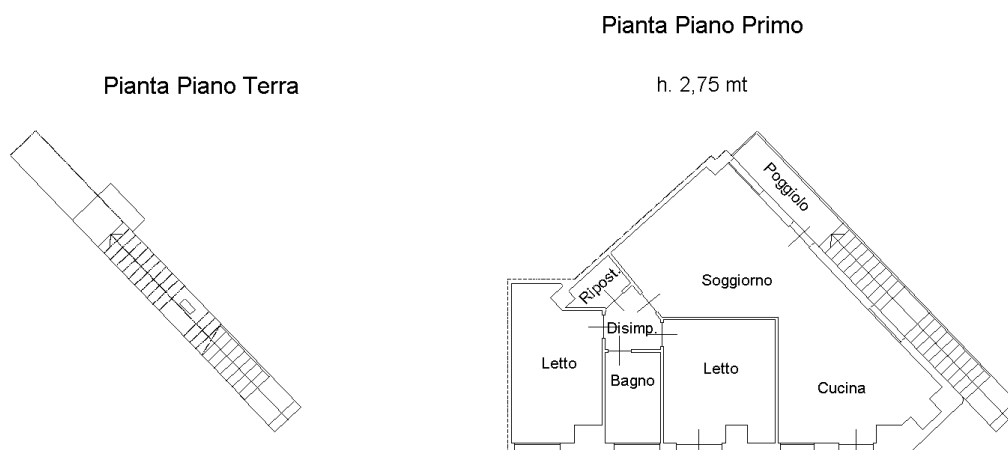 Pianta Piano Terra
Pianta Piano Primo
h. 2,75 mt
Poggiolo
Ripost.
Soggiorno
Disimp.
Letto
Bagno
Letto
Cucina